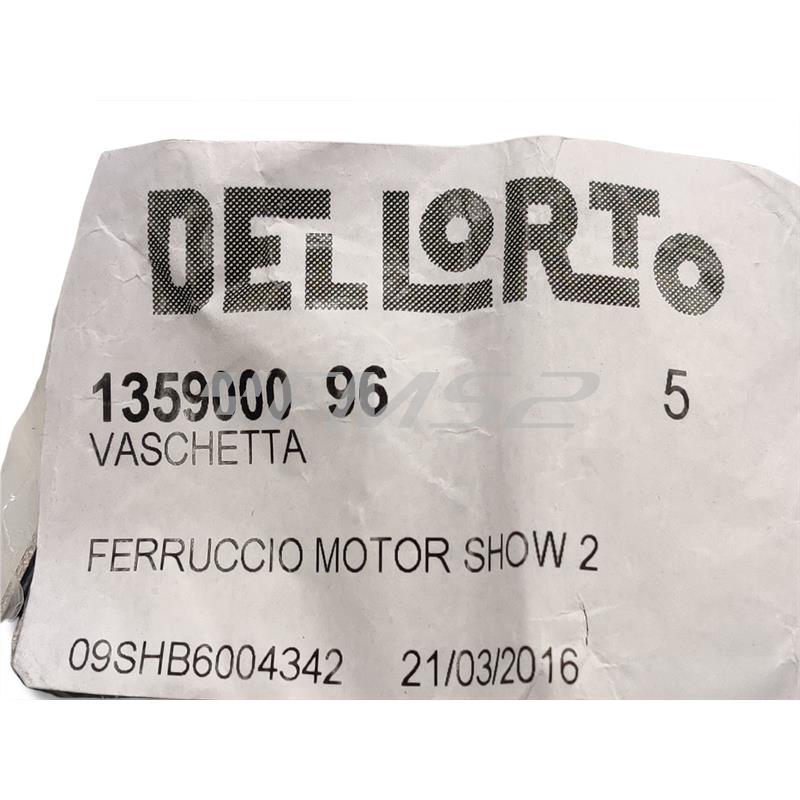 DELLORTO
1359000 96 5
VASCHETTA
FERRUCCIO MOTOR SHOW 2
09SHB6004342 21/03/2016